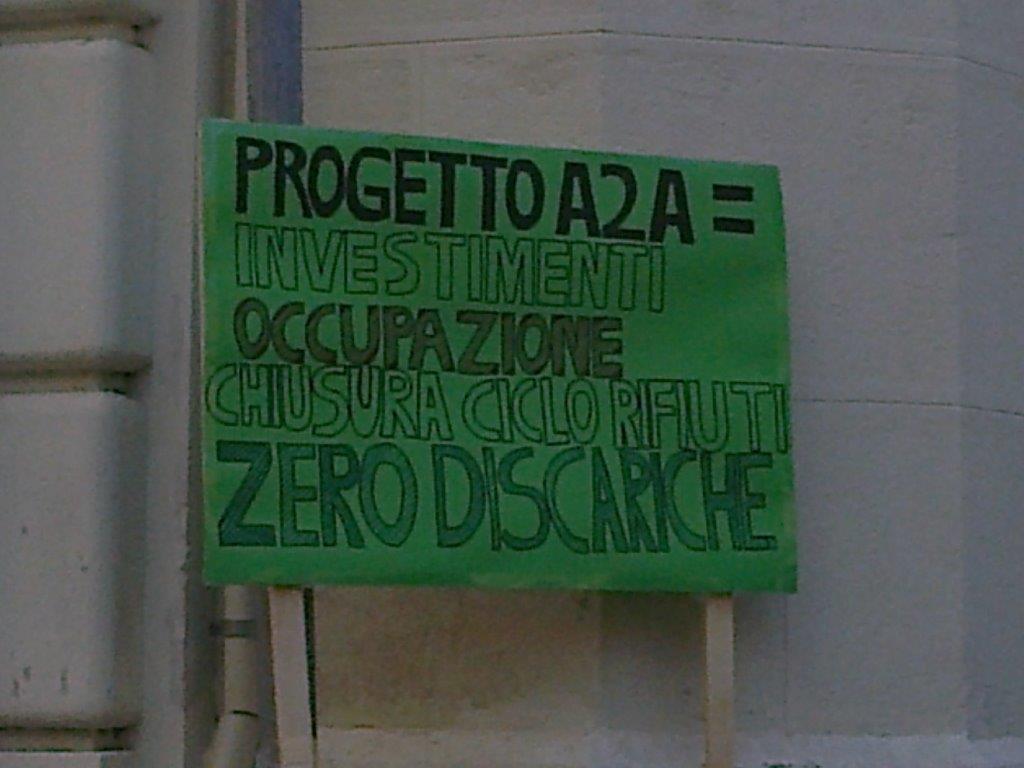 PROGETTO A2A =
INVESTIMENTI
OCCUPAZIONE
CHIUSURA CICLO RIFIUTI
ZERO DISCARICHE